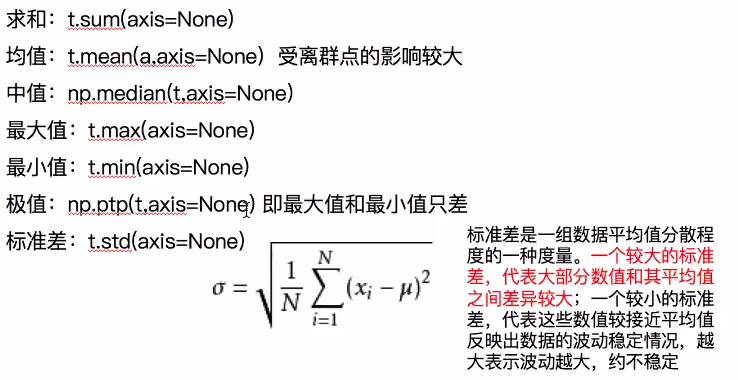 求和：t.sum(axis=None)
均值：t.mean(a,axis=None)  受离群点的影响较大
中值：np.median(t,axis=None)
最大值：t.max(axis=None)
最小值：t.min(axis=None)
极值：np.ptp(t,axis=None) 即最大值和最小值只差
标准差：t.std(axis=None)
σ = √(1/N ∑_{i=1}^{N} (x_i − μ)²)
标准差是一组数据平均值分散程
度的一种度量。一个较大的标准
差，代表大部分数值和其平均值
之间差异较大；一个较小的标准
差，代表这些数值较接近平均值
反映出数据的波动稳定情况，越
大表示波动越大，约不稳定